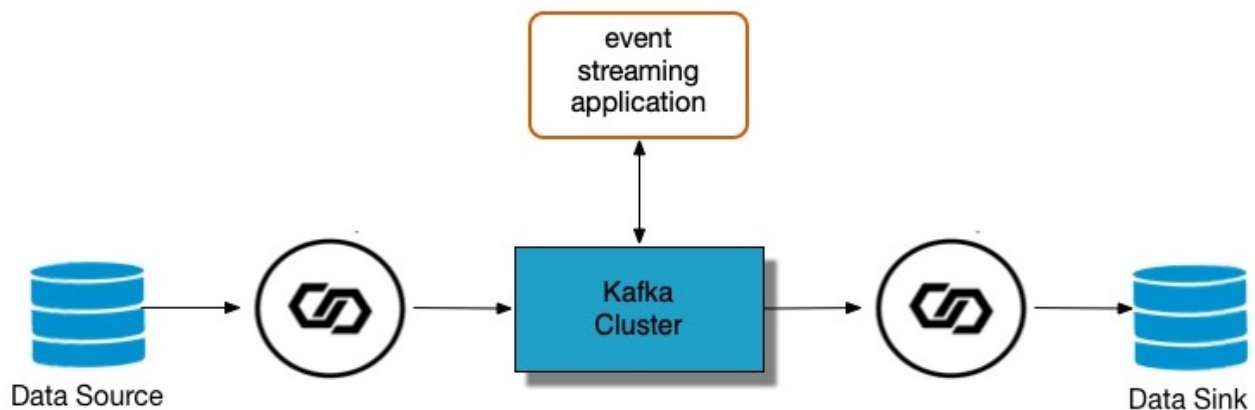 event
streaming
application
Kafka
Cluster
Data Source
Data Sink